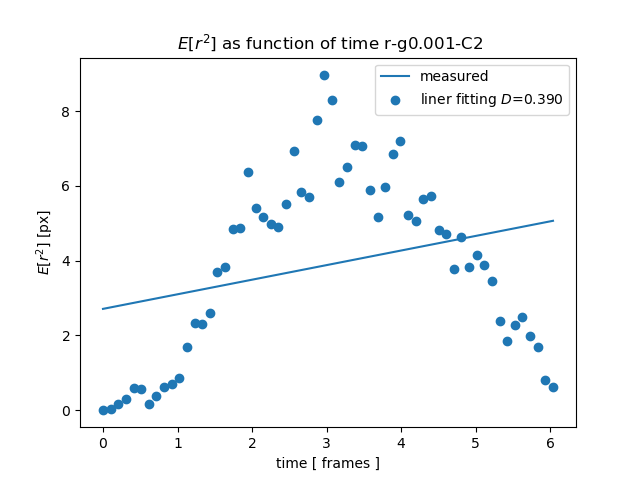 E[r²] as function of time r-g0.001-C2
measured
liner fitting D=0.390
E[r²] [px]
8
6
4
2
0
0 1 2 3 4 5 6
time [ frames ]